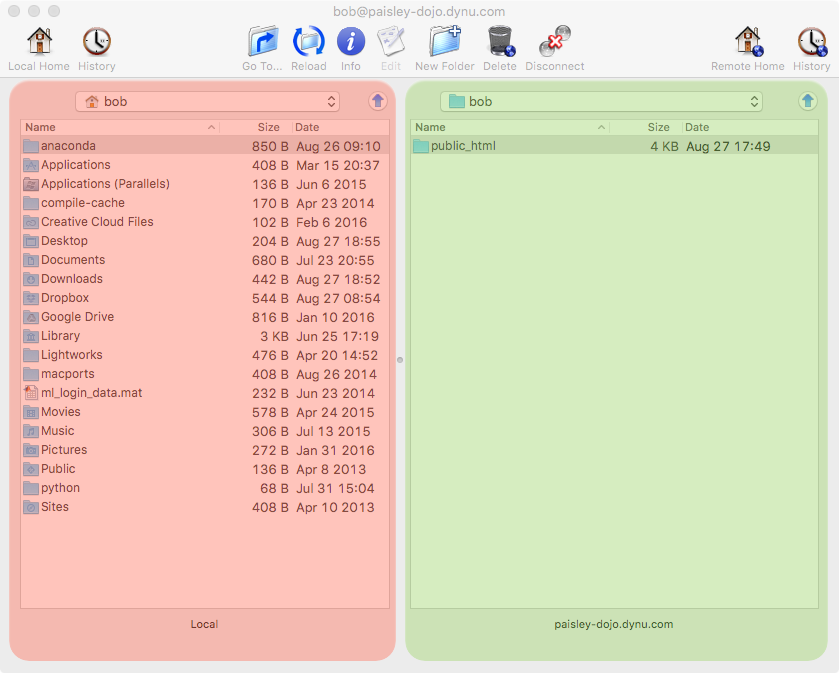 bob@paisley-dojo.dynu.com
Local Home History Go To... Reload Info Edit New Folder Delete Disconnect Remote Home History
bob
Name Size Date
anaconda 850 B Aug 26 09:10
Applications 408 B Mar 15 20:37
Applications (Parallels) 136 B Jun 6 2015
compile-cache 170 B Apr 23 2014
Creative Cloud Files 102 B Feb 6 2016
Desktop 204 B Aug 27 18:55
Documents 680 B Jul 23 20:55
Downloads 442 B Aug 27 18:52
Dropbox 544 B Aug 27 08:54
Google Drive 816 B Jan 10 2016
Library 3 KB Jun 25 17:19
Lightworks 476 B Apr 20 14:52
macports 408 B Aug 26 2014
ml_login_data.mat 232 B Jun 23 2014
Movies 578 B Apr 24 2015
Music 306 B Jul 13 2015
Pictures 272 B Jan 31 2016
Public 136 B Apr 8 2013
python 68 B Jul 31 15:04
Sites 408 B Apr 10 2013
Local
bob
Name Size Date
public_html 4 KB Aug 27 17:49
paisley-dojo.dynu.com